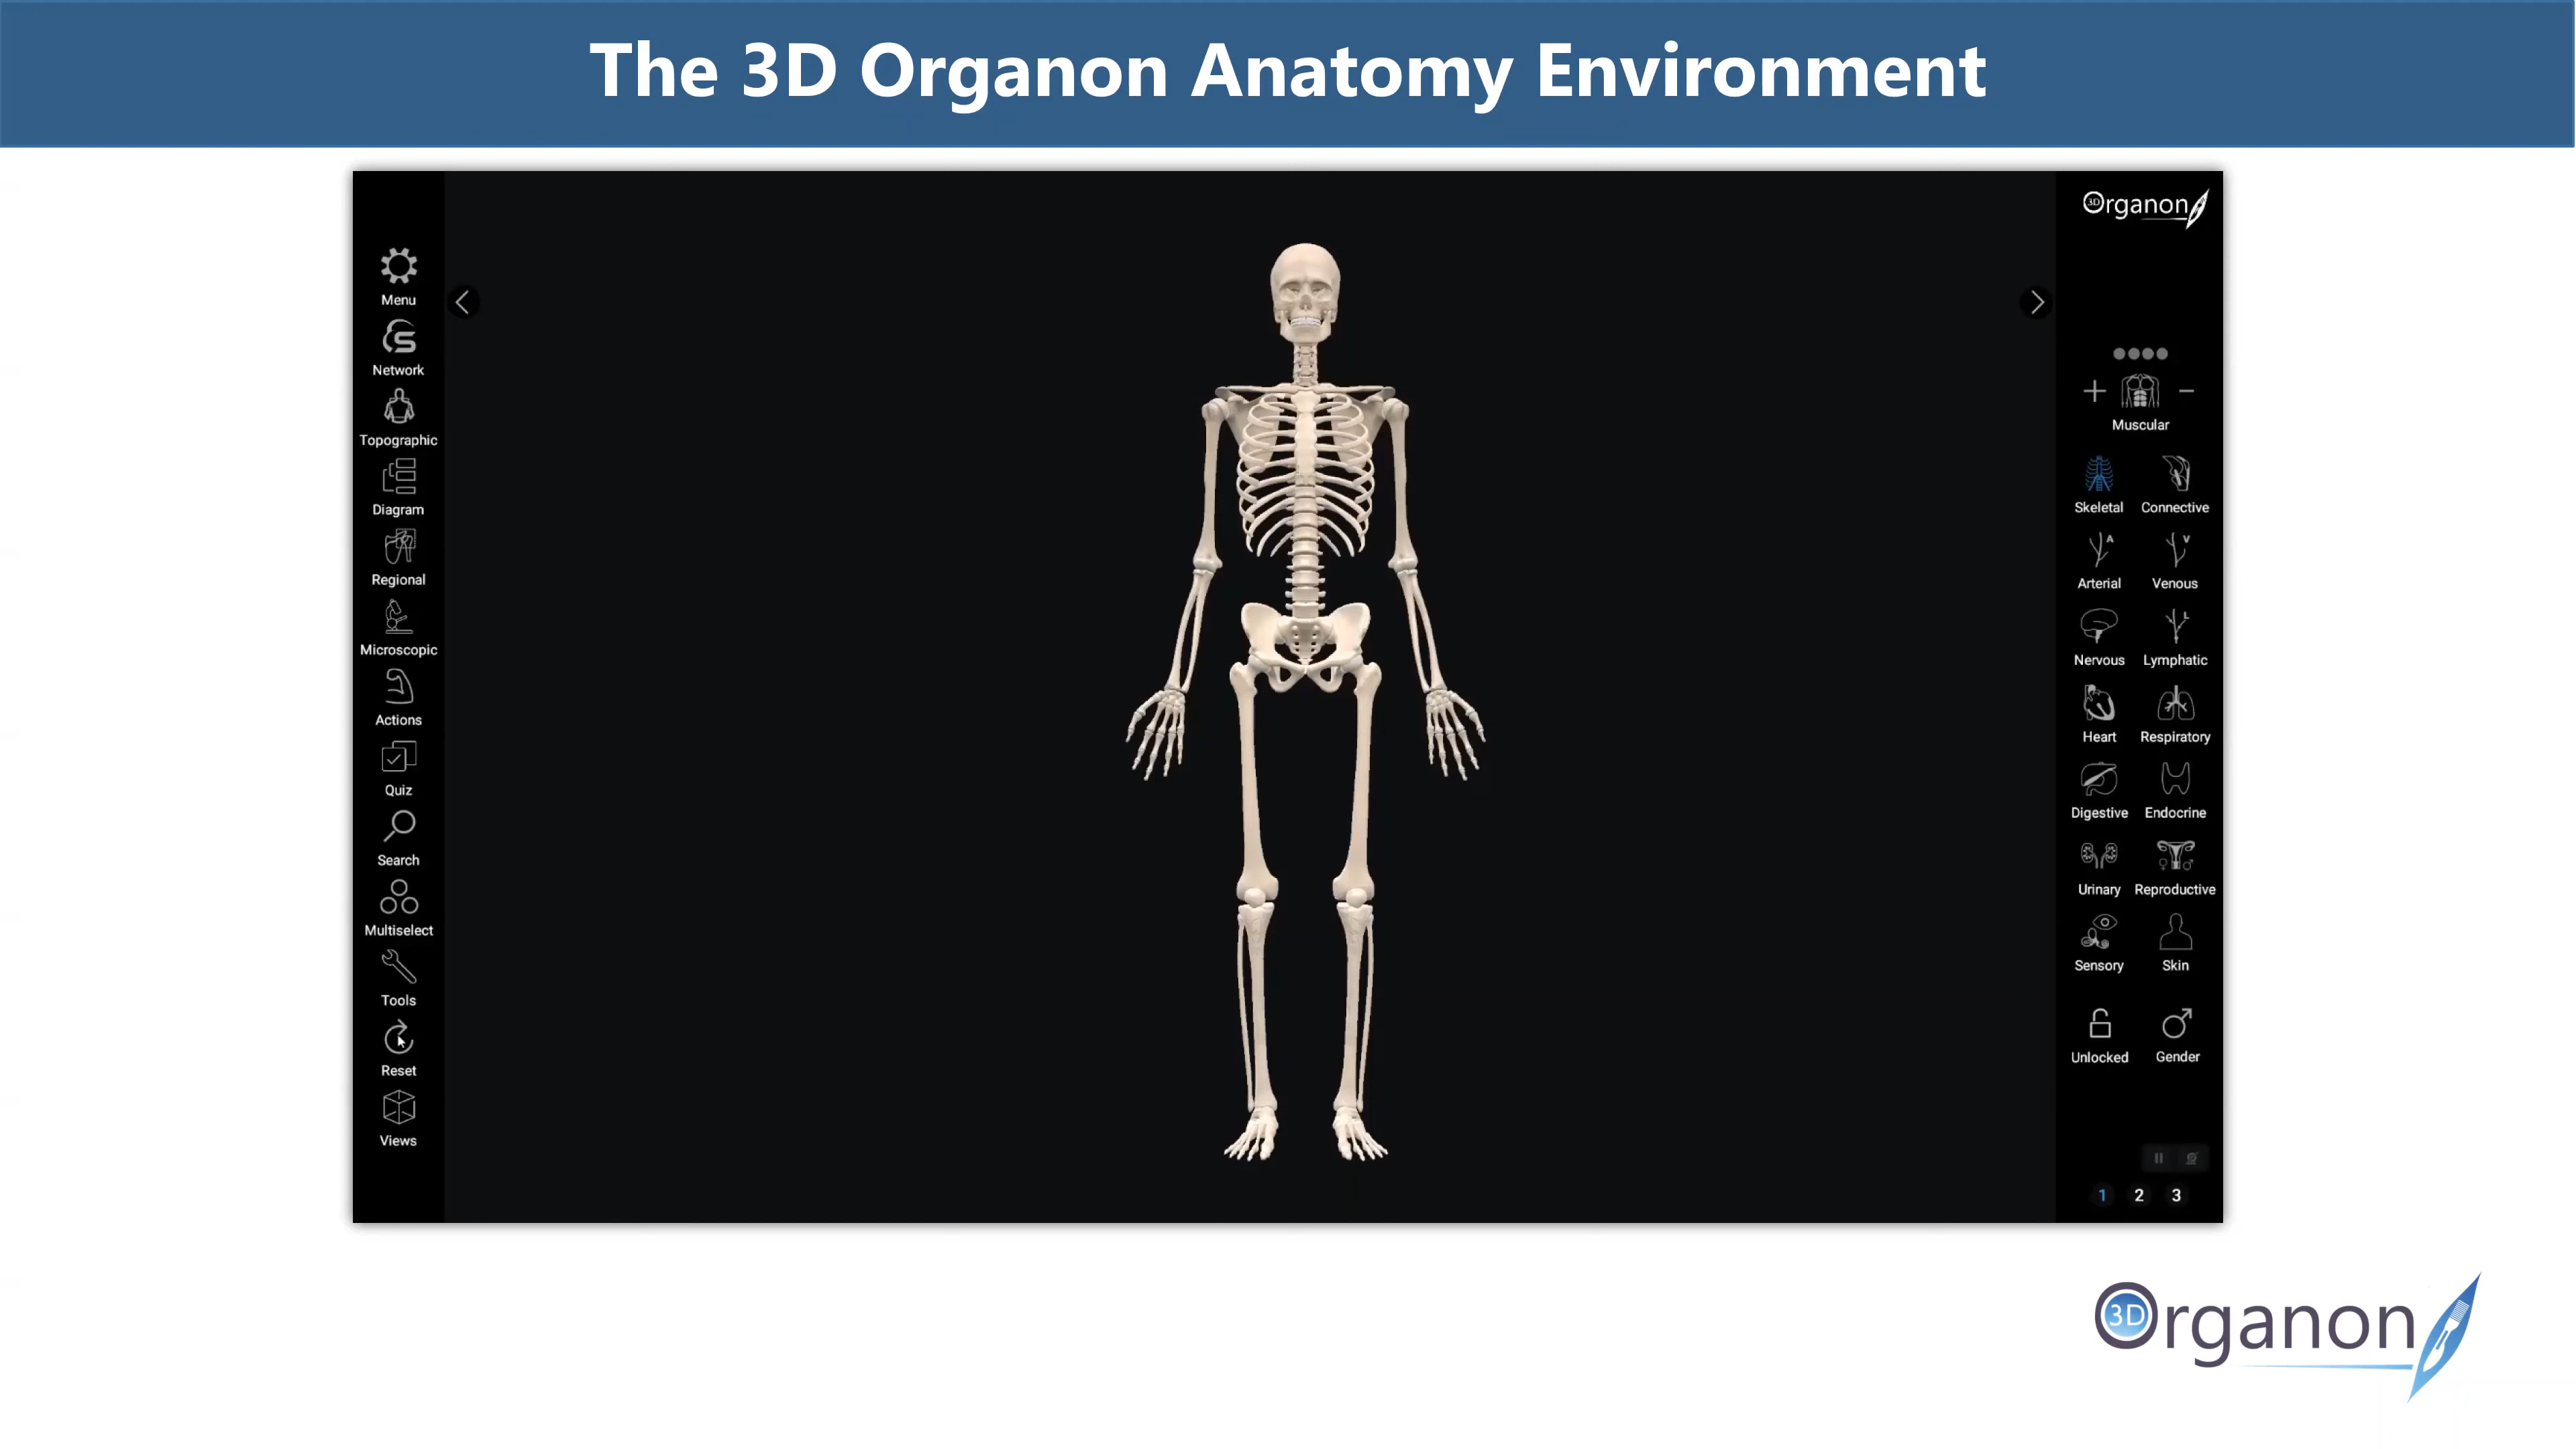 The 3D Organon Anatomy Environment
3D Organon
Menu
Network
Topographic
Diagram
Regional
Microscopic
Actions
Quiz
Search
Multiselect
Tools
Reset
Views
+ −
Muscular
Skeletal Connective
A V
Arterial Venous
L
Nervous Lymphatic
Heart Respiratory
Digestive Endocrine
Urinary Reproductive
Sensory Skin
Unlocked Gender
1 2 3
3D Organon